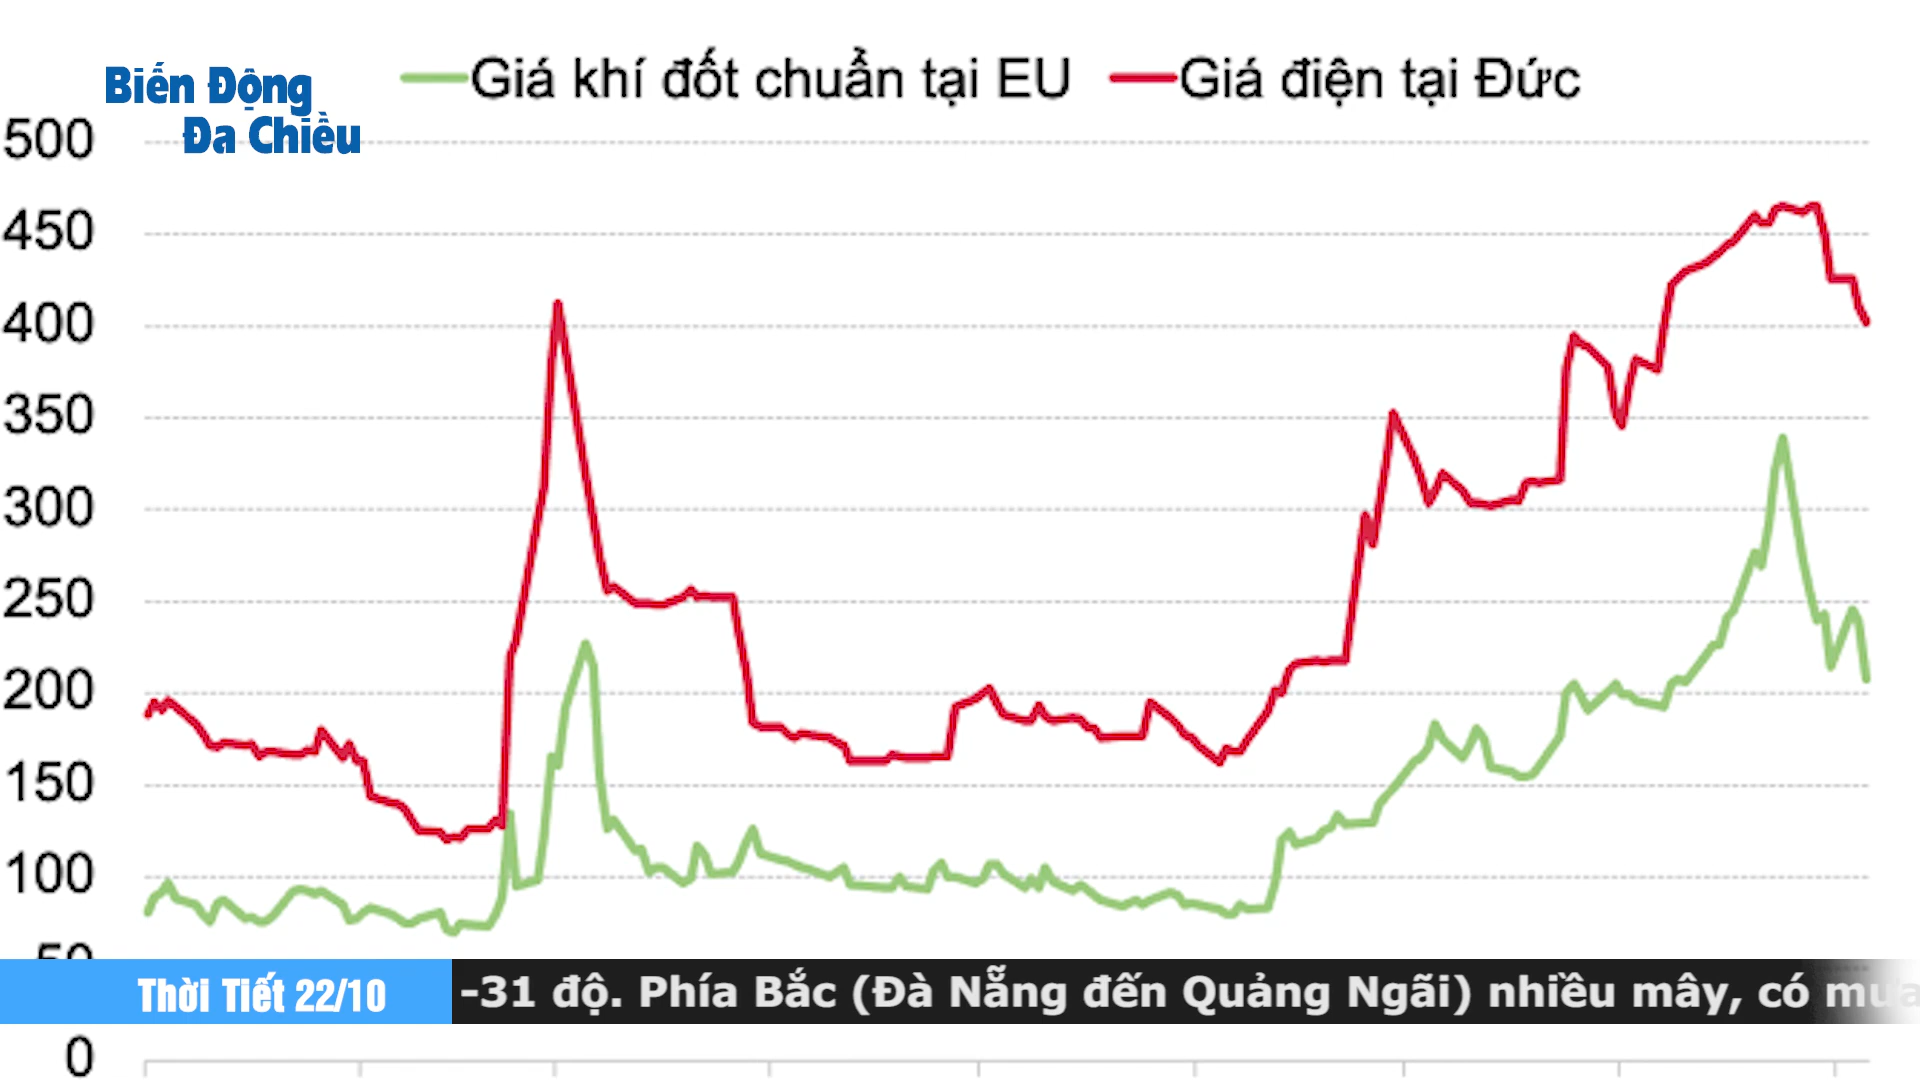 Biến Động
Đa Chiều
Giá khí đốt chuẩn tại EU
Giá điện tại Đức
500
450
400
350
300
250
200
150
100
50
0
Thời Tiết 22/10
-31 độ. Phía Bắc (Đà Nẵng đến Quảng Ngãi) nhiều mây, có mưa